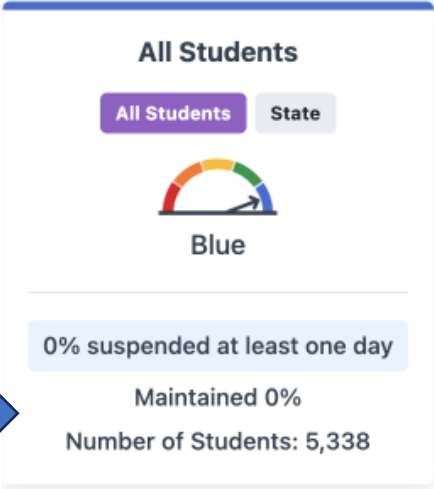 All Students
All Students State
Blue
0% suspended at least one day
Maintained 0%
Number of Students: 5,338